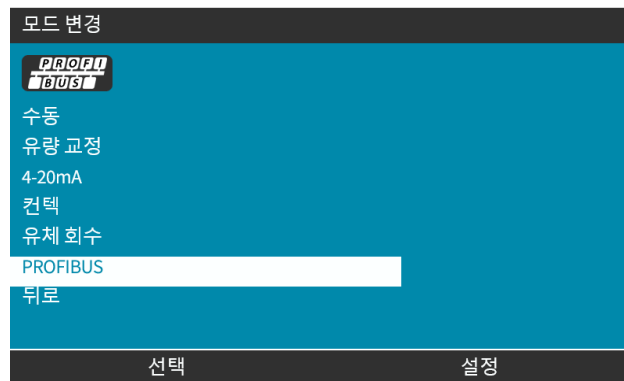 모드 변경
PROFI
BUS
수동
유량 교정
4-20mA
컨텍
유체 회수
PROFIBUS
뒤로
선택 설정